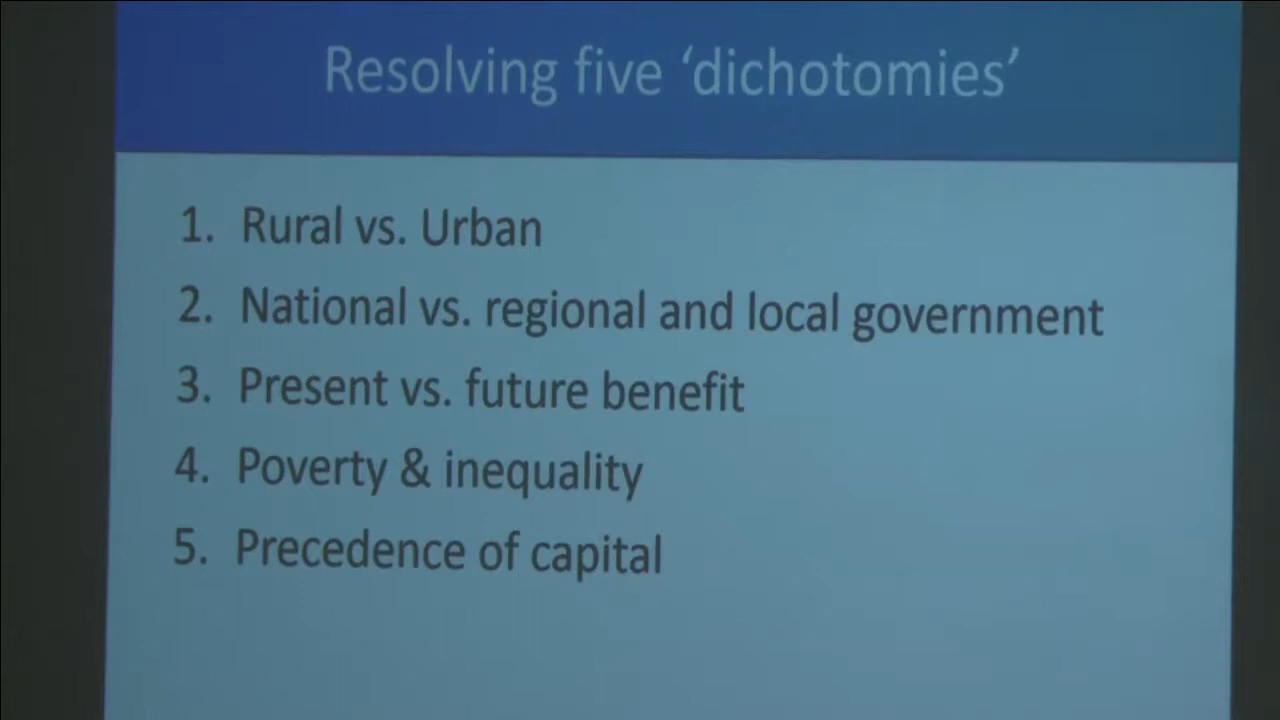 Resolving five ‘dichotomies’
1. Rural vs. Urban
2. National vs. regional and local government
3. Present vs. future benefit
4. Poverty & inequality
5. Precedence of capital